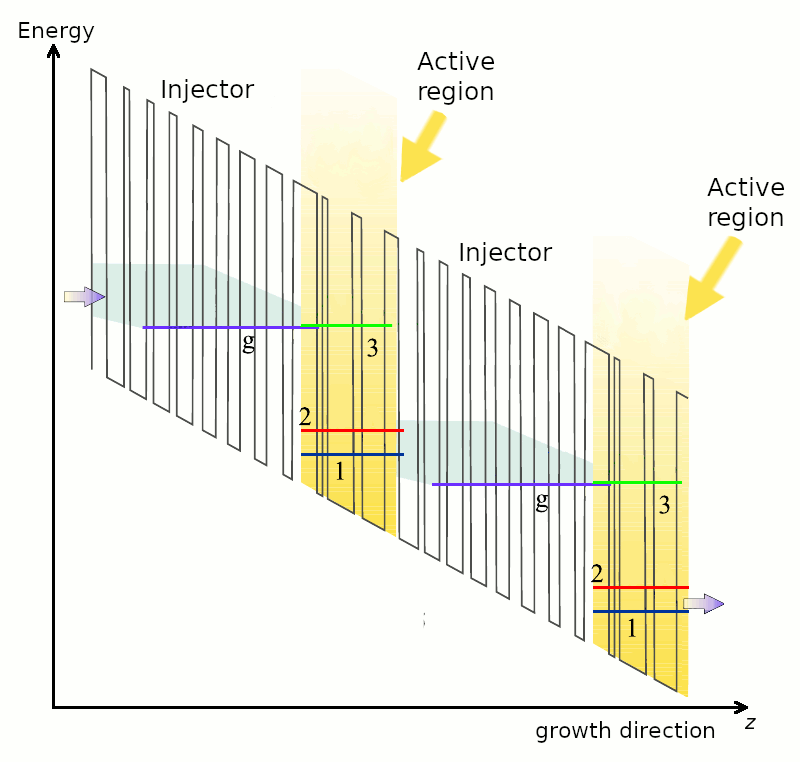 Energy
Injector
Active
region
Active
region
Injector
g
3
2
1
g
3
2
1
growth direction
z